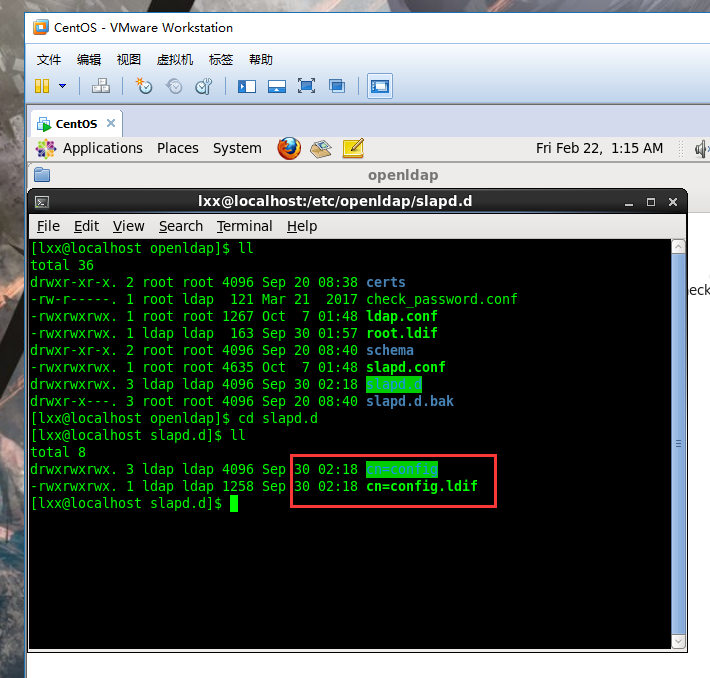 CentOS - VMware Workstation
文件 编辑 视图 虚拟机 标签 帮助
CentOS
Applications Places System Fri Feb 22, 1:15 AM
openldap
lxx@localhost:/etc/openldap/slapd.d
File Edit View Search Terminal Help
[lxx@localhost openldap]$ ll
total 36
drwxr-xr-x. 2 root root 4096 Sep 20 08:38 certs
-rw-r-----. 1 root ldap 121 Mar 21 2017 check_password.conf
-rwxrwxrwx. 1 root root 1267 Oct 7 01:48 ldap.conf
-rwxrwxrwx. 1 ldap ldap 163 Sep 30 01:57 root.ldif
drwxr-xr-x. 2 root root 4096 Sep 20 08:40 schema
-rwxrwxrwx. 1 root root 4635 Oct 7 01:48 slapd.conf
drwxrwxrwx. 3 ldap ldap 4096 Sep 30 02:18 slapd.d
drwxr-x---. 3 root root 4096 Sep 20 08:40 slapd.d.bak
[lxx@localhost openldap]$ cd slapd.d
[lxx@localhost slapd.d]$ ll
total 8
drwxrwxrwx. 3 ldap ldap 4096 Sep 30 02:18 cn=config
-rwxrwxrwx. 1 ldap ldap 1258 Sep 30 02:18 cn=config.ldif
[lxx@localhost slapd.d]$